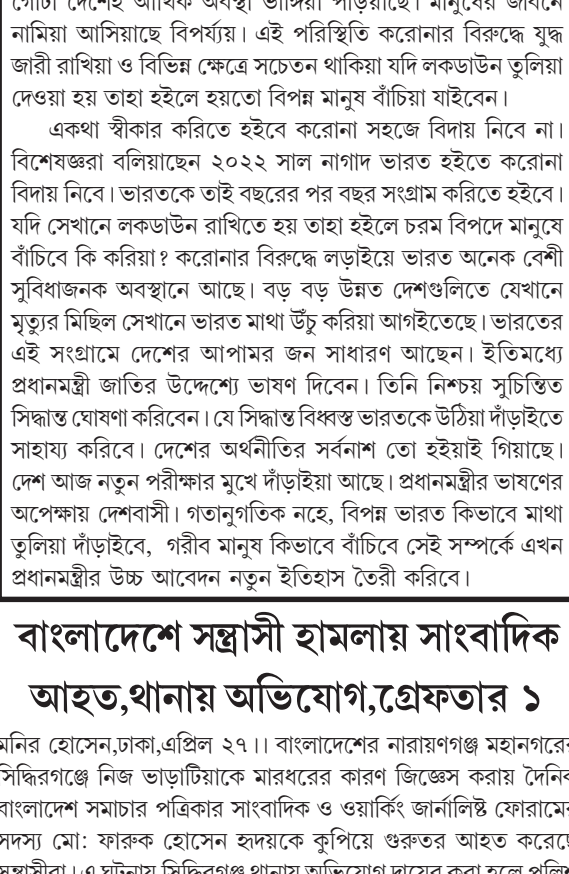 গোটা দেশেই আর্থিক অবস্থা ভাঙ্গিয়া পড়িয়াছে। মানুষের জীবনে
নামিয়া আসিয়াছে বিপর্য্যয়। এই পরিস্থিতি করোনার বিরুদ্ধে যুদ্ধ
জারী রাখিয়া ও বিভিন্ন ক্ষেত্রে সচেতন থাকিয়া যদি লকডাউন তুলিয়া
দেওয়া হয় তাহা হইলে হয়তো বিপন্ন মানুষ বাঁচিয়া যাইবেন।
একথা স্বীকার করিতে হইবে করোনা সহজে বিদায় নিবে না।
বিশেষজ্ঞরা বলিয়াছেন ২০২২ সাল নাগাদ ভারত হইতে করোনা
বিদায় নিবে। ভারতকে তাই বছরের পর বছর সংগ্রাম করিতে হইবে।
যদি সেখানে লকডাউন রাখিতে হয় তাহা হইলে চরম বিপদে মানুষে
বাঁচিবে কি করিয়া? করোনার বিরুদ্ধে লড়াইয়ে ভারত অনেক বেশী
সুবিধাজনক অবস্থানে আছে। বড় বড় উন্নত দেশগুলিতে যেখানে
মৃত্যুর মিছিল সেখানে ভারত মাথা উঁচু করিয়া আগইতেছে। ভারতের
এই সংগ্রামে দেশের আপামর জন সাধারণ আছেন। ইতিমধ্যে
প্রধানমন্ত্রী জাতির উদ্দেশ্যে ভাষণ দিবেন। তিনি নিশ্চয় সুচিন্তিত
সিদ্ধান্ত ঘোষণা করিবেন। যে সিদ্ধান্ত বিধ্বস্ত ভারতকে উঠিয়া দাঁড়াইতে
সাহায্য করিবে। দেশের অর্থনীতির সর্বনাশ তো হইয়াই গিয়াছে।
দেশ আজ নতুন পরীক্ষার মুখে দাঁড়াইয়া আছে। প্রধানমন্ত্রীর ভাষণের
অপেক্ষায় দেশবাসী। গতানুগতিক নহে, বিপন্ন ভারত কিভাবে মাথা
তুলিয়া দাঁড়াইবে, গরীব মানুষ কিভাবে বাঁচিবে সেই সম্পর্কে এখন
প্রধানমন্ত্রীর উচ্চ আবেদন নতুন ইতিহাস তৈরী করিবে।
বাংলাদেশে সন্ত্রাসী হামলায় সাংবাদিক
আহত,থানায় অভিযোগ,গ্রেফতার ১
মনির হোসেন,ঢাকা,এপ্রিল ২৭।। বাংলাদেশের নারায়ণগঞ্জ মহানগরের
সিদ্ধিরগঞ্জে নিজ ভাড়াটিয়াকে মারধরের কারণ জিজ্ঞেস করায় দৈনিক
বাংলাদেশ সমাচার পত্রিকার সাংবাদিক ও ওয়ার্কিং জার্নালিষ্ট ফোরামের
সদস্য মো: ফারুক হোসেন হৃদয়কে কুপিয়ে গুরুতর আহত করেছে
সন্ত্রাসীরা। এ ঘটনায় সিদ্ধিরগঞ্জ থানায় অভিযোগ দায়ের করা হলে পুলিশ